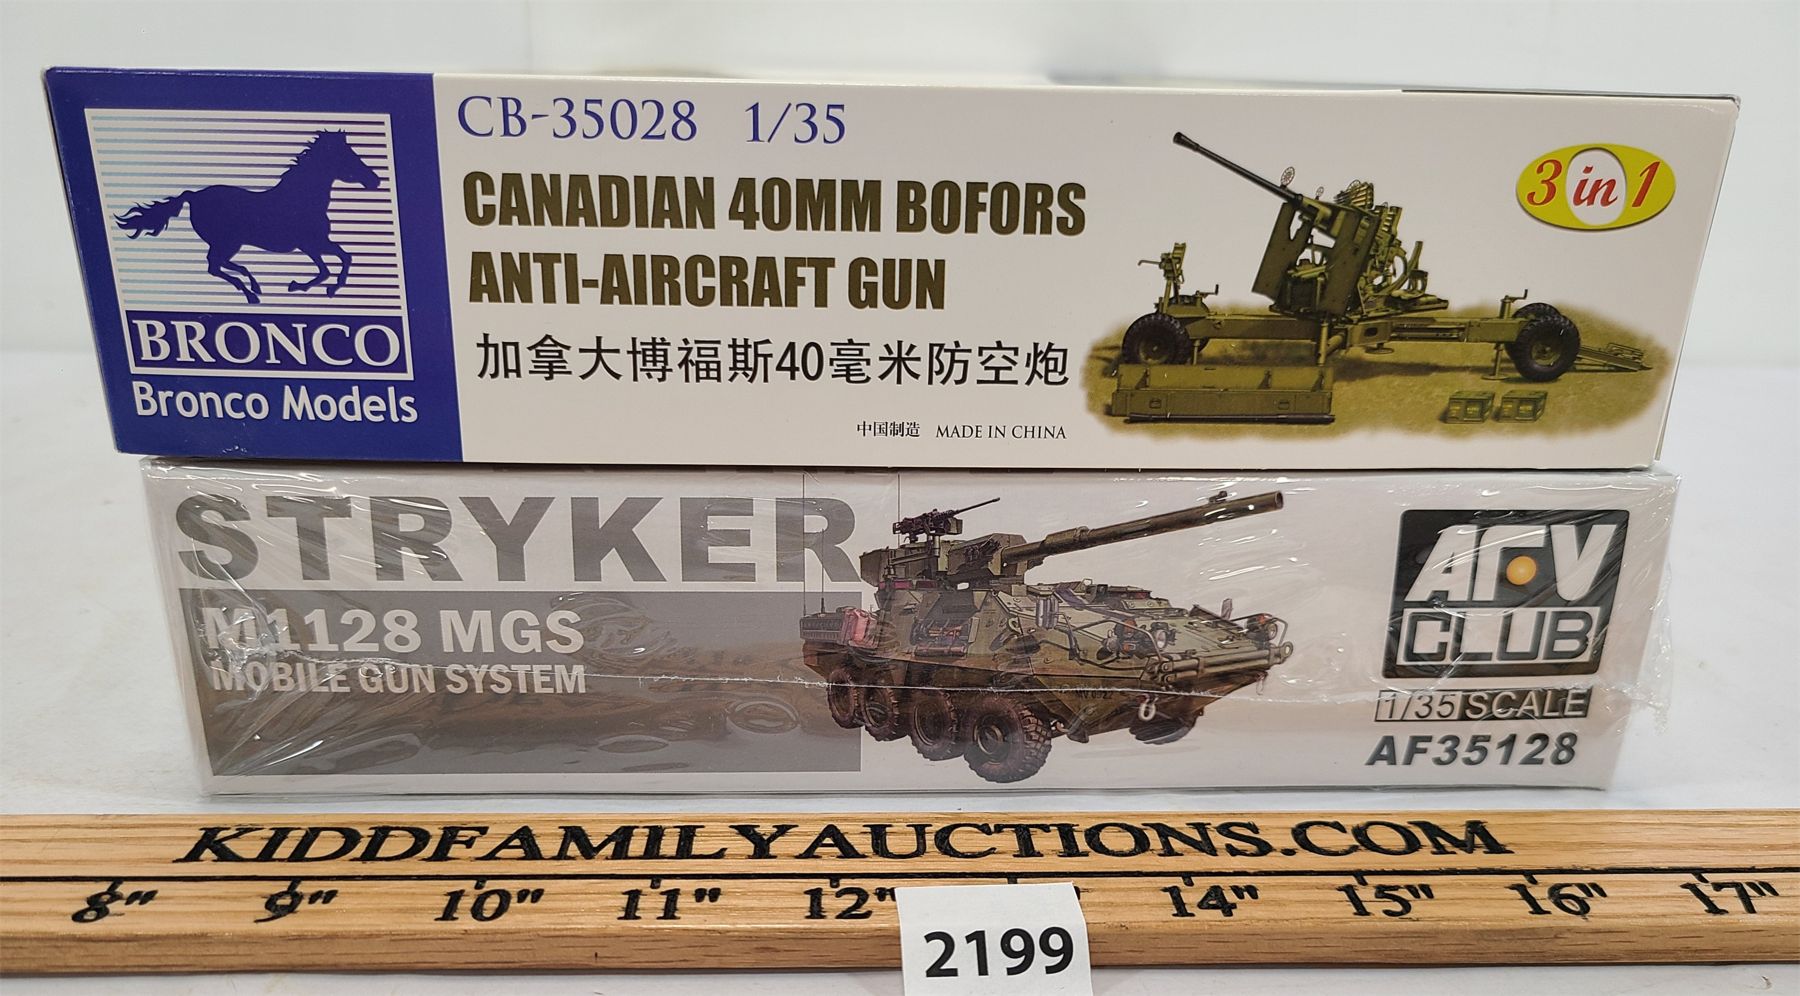 CB-35028 1/35
CANADIAN 40MM BOFORS
ANTI-AIRCRAFT GUN
加拿大博福斯40毫米防空炮
中国制造 MADE IN CHINA
3 in 1
BRONCO
Bronco Models
STRYKER
M1128 MGS
MOBILE GUN SYSTEM
AFV
CLUB
1/35 SCALE
AF35128
KIDDFAMILYAUCTIONS.COM
8" 9" 10" 11" 12" 14" 15" 16" 17"
2199